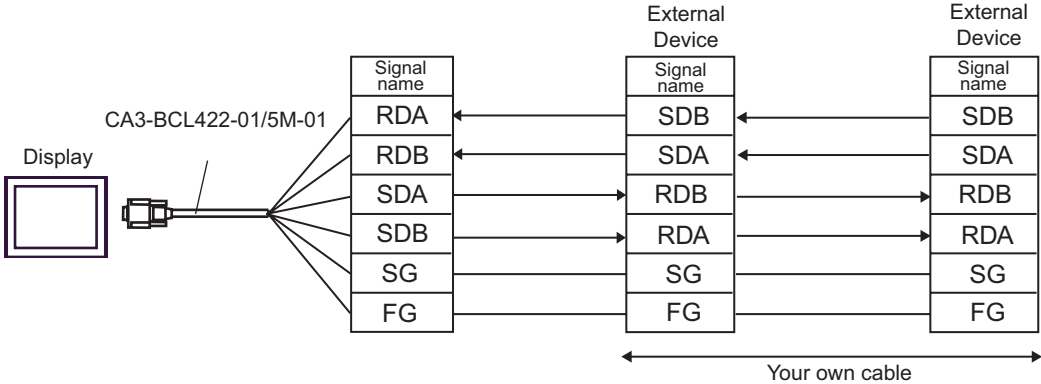 External
Device
External
Device
Signal
name
Signal
name
Signal
name
CA3-BCL422-01/5M-01
Display
RDA
SDB
SDB
RDB
SDA
SDA
SDA
RDB
RDB
SDB
RDA
RDA
SG
SG
SG
FG
FG
FG
Your own cable